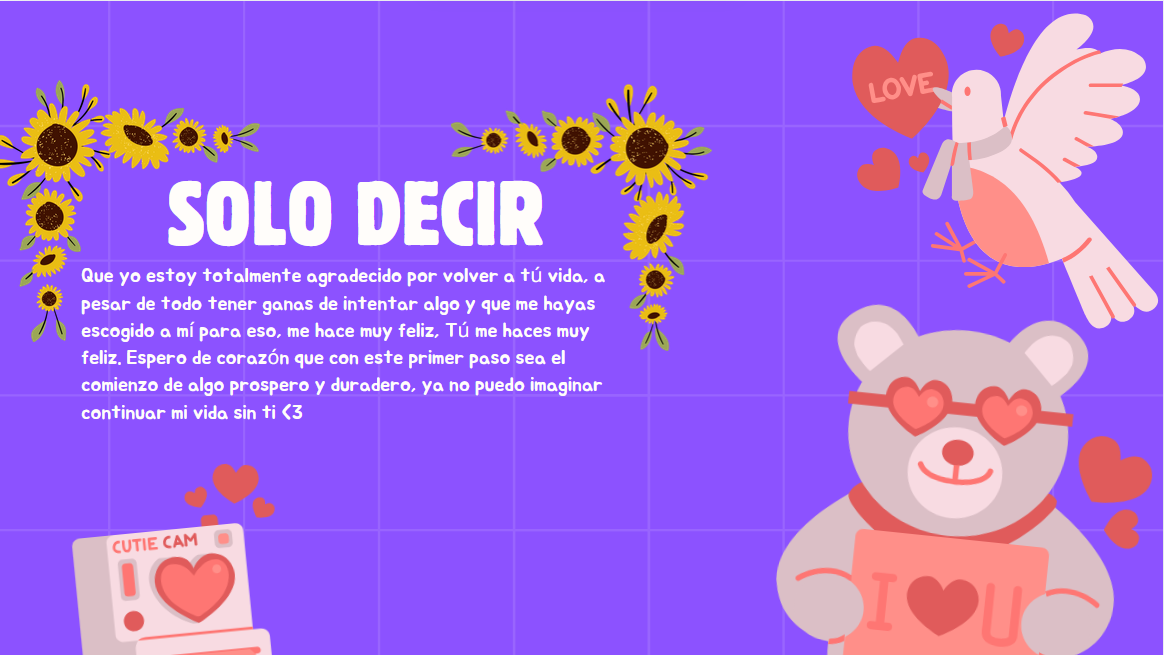 LOVE
SOLO DECIR
Que yo estoy totalmente agradecido por volver a tú vida, a
pesar de todo tener ganas de intentar algo y que me hayas
escogido a mí para eso, me hace muy feliz, Tú me haces muy
feliz. Espero de corazón que con este primer paso sea el
comienzo de algo prospero y duradero, ya no puedo imaginar
continuar mi vida sin ti <3
CUTIE CAM
I U